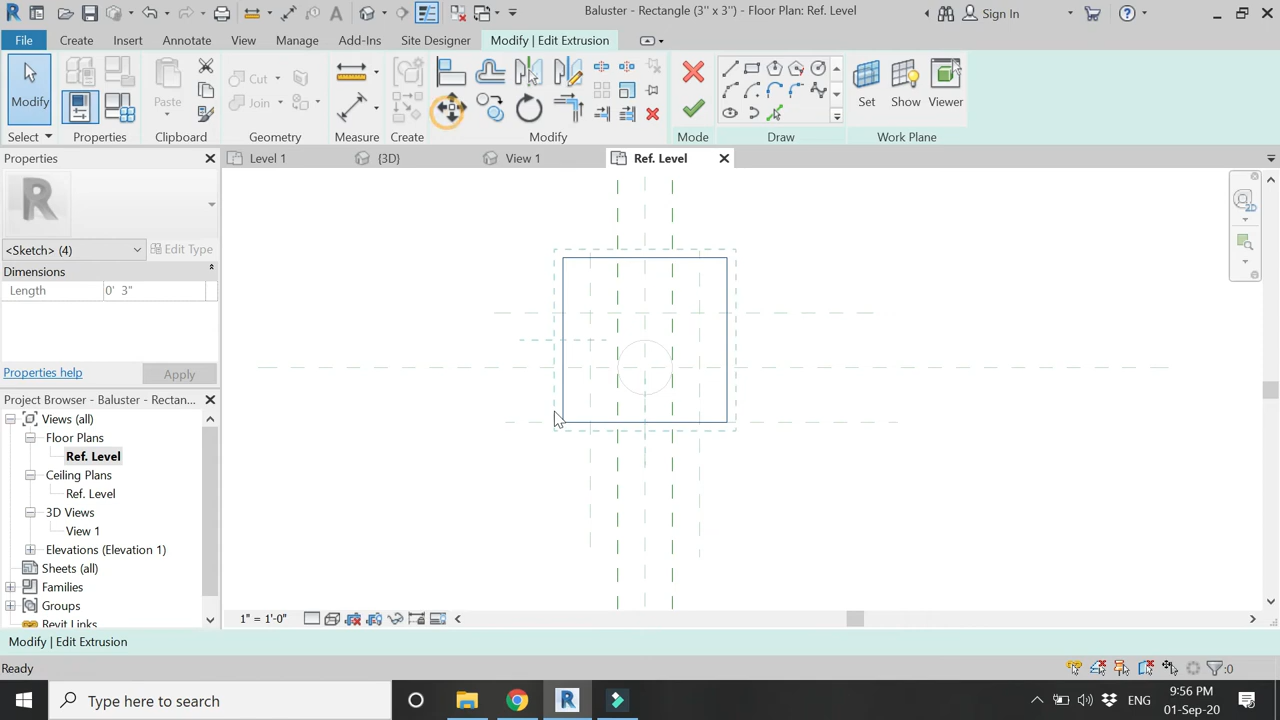 Baluster - Rectangle (3" x 3") - Floor Plan: Ref. Level
Sign In
File
Create
Insert
Annotate
View
Manage
Add-Ins
Site Designer
Modify | Edit Extrusion
Modify
Paste
Cut
Join
Set
Show
Viewer
Select
Properties
Clipboard
Geometry
Measure
Create
Modify
Mode
Draw
Work Plane
Properties
Level 1
{3D}
View 1
Ref. Level
<Sketch> (4)
Edit Type
Dimensions
Length
0' 3"
Properties help
Apply
Project Browser - Baluster - Rectan...
Views (all)
Floor Plans
Ref. Level
Ceiling Plans
Ref. Level
3D Views
View 1
Elevations (Elevation 1)
Sheets (all)
Families
Groups
Revit Links
1" = 1'-0"
Modify | Edit Extrusion
Ready
:0
Type here to search
ENG
9:56 PM
01-Sep-20